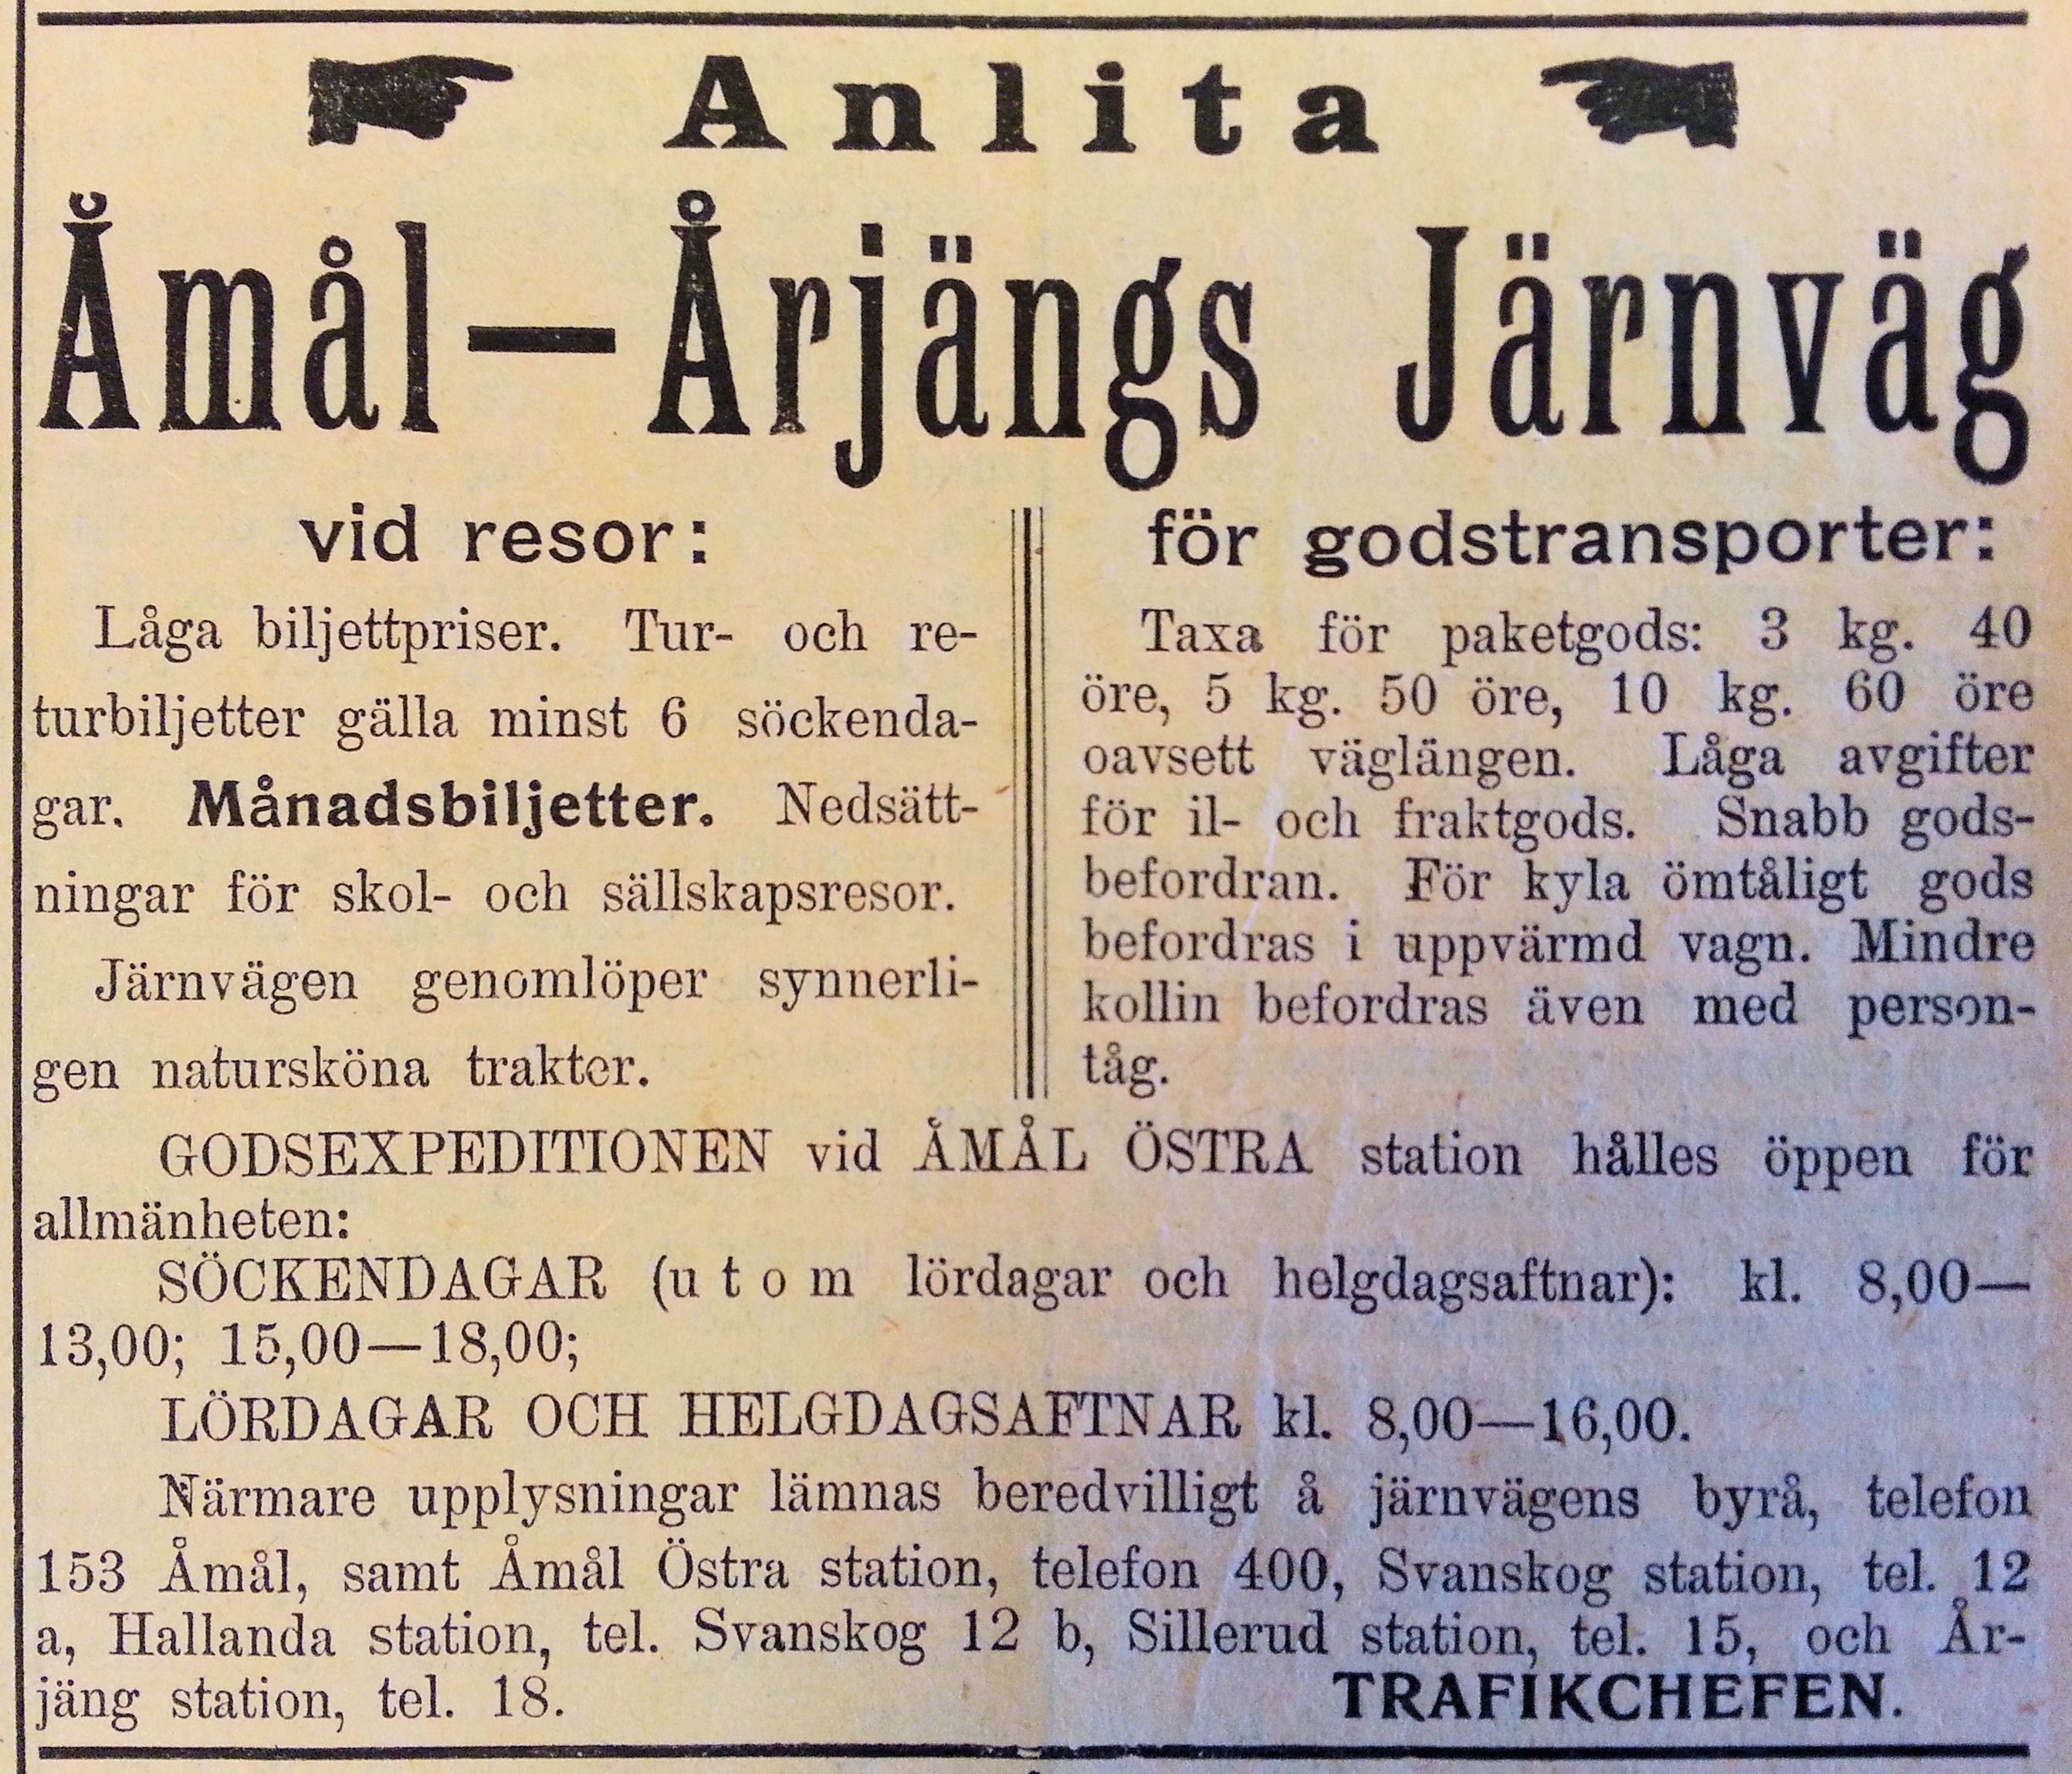 Anlita
Åmål—Årjängs Järnväg
vid resor:
Låga biljettpriser. Tur- och re-
turbiljetter gälla minst 6 söckenda-
gar. Månadsbiljetter. Nedsätt-
ningar för skol- och sällskapsresor.
Järnvägen genomlöper synnerli-
gen natursköna trakter.
för godstransporter:
Taxa för paketgods: 3 kg. 40
öre, 5 kg. 50 öre, 10 kg. 60 öre
oavsett väglängen. Låga avgifter
för il- och fraktgods. Snabb gods-
befordran. För kyla ömtåligt gods
befordras i uppvärmd vagn. Mindre
kollin befordras även med person-
tåg.
GODSEXPEDITIONEN vid ÅMÅL ÖSTRA station hålles öppen för
allmänheten:
SÖCKENDAGAR (utom lördagar och helgdagsaftnar): kl. 8,00—
13,00; 15,00—18,00;
LÖRDAGAR OCH HELGDAGSAFTNAR kl. 8,00—16,00.
Närmare upplysningar lämnas beredvilligt å järnvägens byrå, telefon
153 Åmål, samt Åmål Östra station, telefon 400, Svanskog station, tel. 12
a, Hallanda station, tel. Svanskog 12 b, Sillerud station, tel. 15, och År-
jäng station, tel. 18.
TRAFIKCHEFEN.